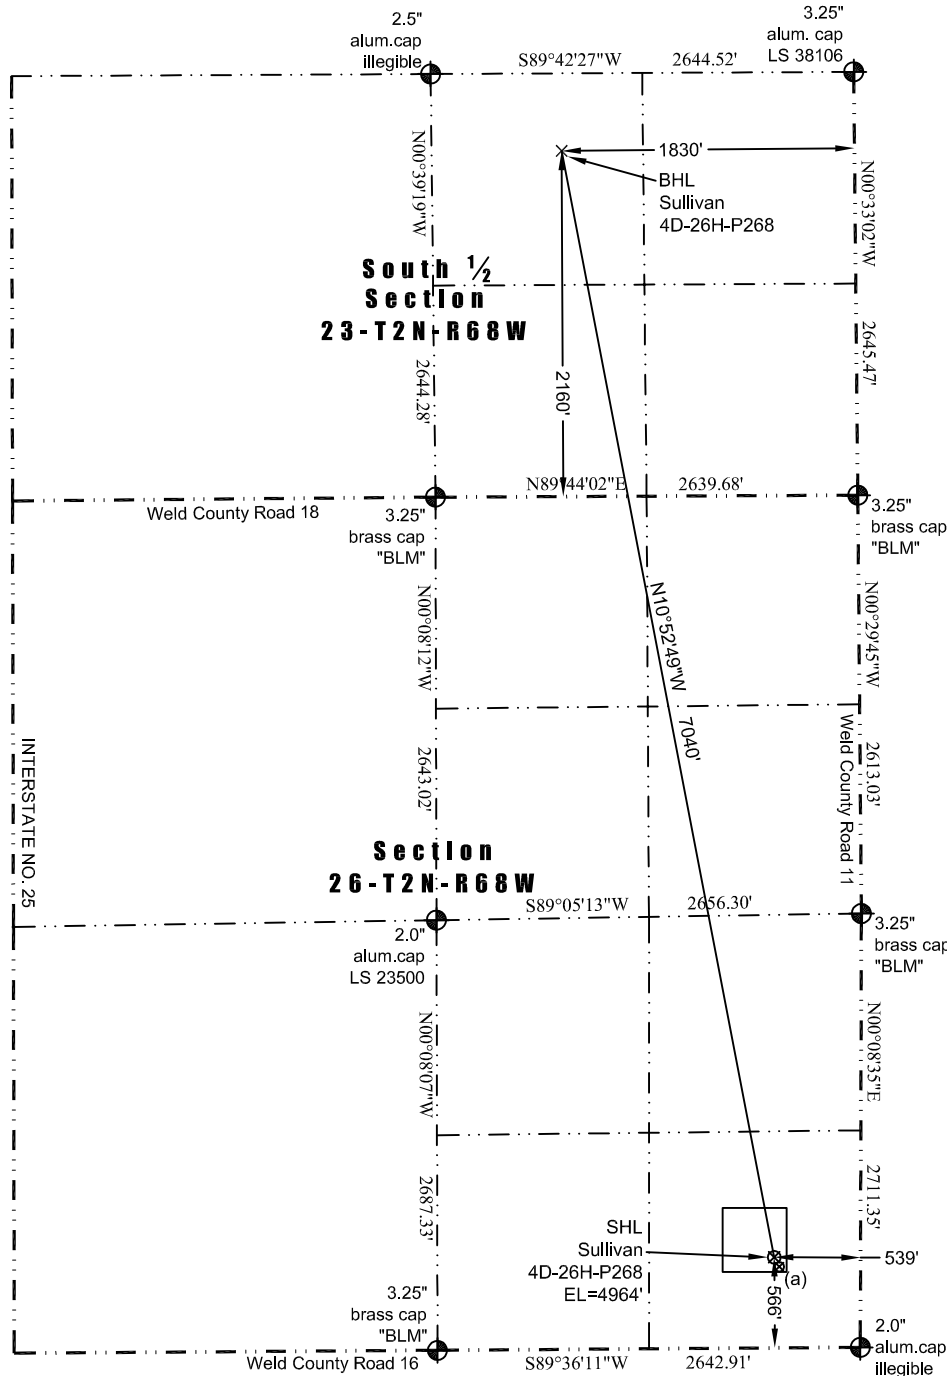 2.5"
alum.cap
illegible
S89°42'27"W
2644.52'
3.25"
alum. cap
LS 38106
N00°39'19"W
1830'
BHL
Sullivan
4D-26H-P268
N00°33'02"W
South ½
Section
23-T2N-R68W
2644.28'
2160'
2645.47'
Weld County Road 18
3.25"
brass cap
"BLM"
N89°44'02"E
2639.68'
3.25"
brass cap
"BLM"
N00°08'12"W
N10°52'49"W
7040'
N00°29'45"W
INTERSTATE NO. 25
2643.02'
Weld County Road 11
2613.03'
Section
26-T2N-R68W
S89°05'13"W
2656.30'
2.0"
alum.cap
LS 23500
3.25"
brass cap
"BLM"
N00°08'07"W
N00°08'35"E
2687.33'
2711.35'
SHL
Sullivan
4D-26H-P268
EL=4964'
(a)
539'
566'
3.25"
brass cap
"BLM"
2.0"
alum.cap
illegible
Weld County Road 16
S89°36'11"W
2642.91'